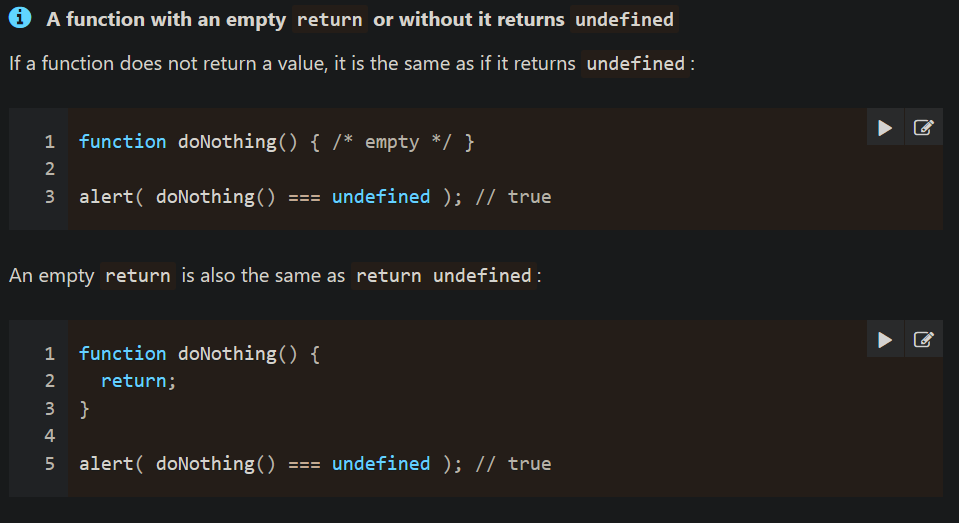 A function with an empty return or without it returns undefined
If a function does not return a value, it is the same as if it returns undefined:
1 function doNothing() { /* empty */ }
2
3 alert( doNothing() === undefined ); // true
An empty return is also the same as return undefined:
1 function doNothing() {
2   return;
3 }
4
5 alert( doNothing() === undefined ); // true